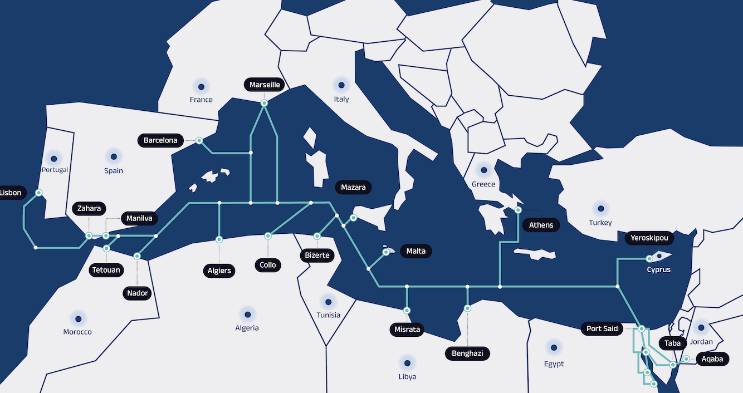 Marseille
France
Italy
Barcelona
Portugal
Spain
Lisbon
Zahara
Manilva
Mazara
Greece
Turkey
Athens
Yeroskipou
Cyprus
Malta
Bizerte
Collo
Algiers
Tetouan
Nador
Morocco
Algeria
Tunisia
Misrata
Benghazi
Libya
Egypt
Port Said
Taba
Jordan
Aqaba